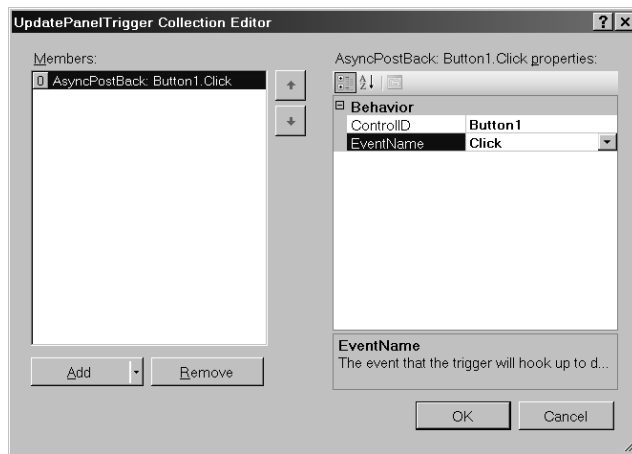 UpdatePanelTrigger Collection Editor
Members:
0 AsyncPostBack: Button1.Click
Add
Remove
AsyncPostBack: Button1.Click properties:
Behavior
ControlID Button1
EventName Click
EventName
The event that the trigger will hook up to d...
OK
Cancel